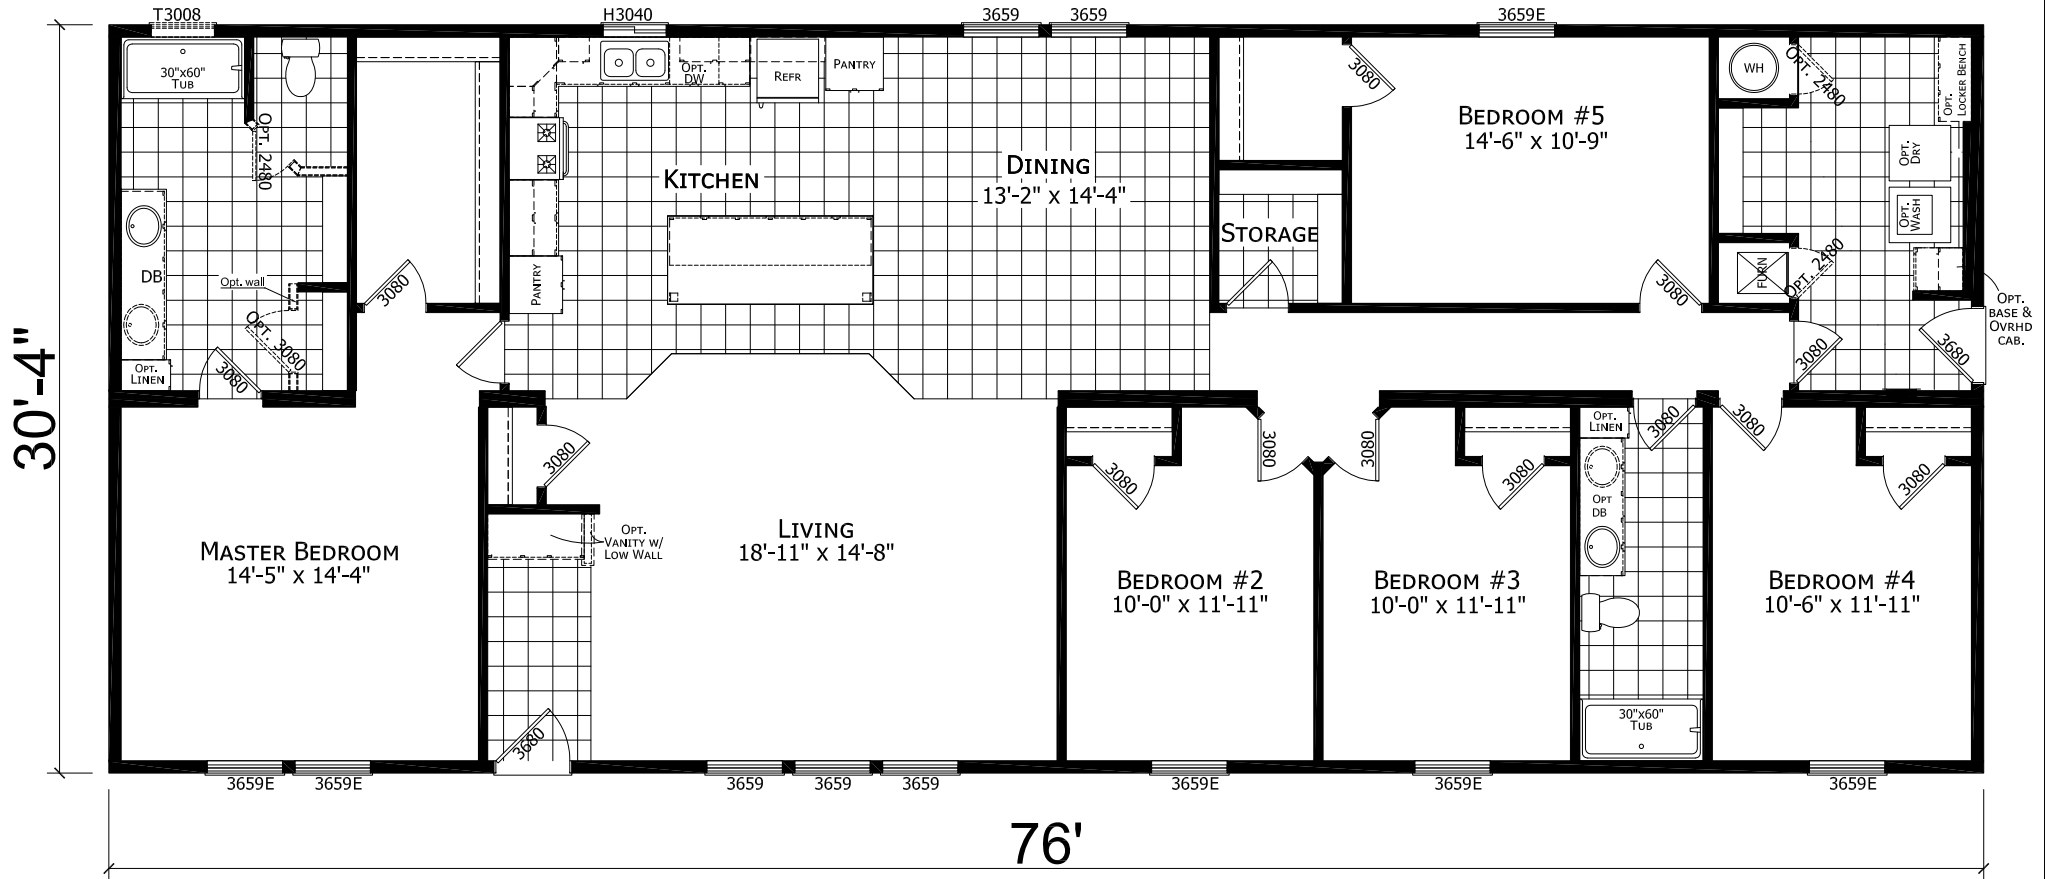 T3008
H3040
3659
3659
3659E
30"x60"
TUB
OPT. 2480
DB
Opt. wall
OPT. 3080
OPT.
LINEN
3080
3080
OPT.
DW
REFR
PANTRY
KITCHEN
PANTRY
DINING
13'-2" x 14'-4"
STORAGE
3080
BEDROOM #5
14'-6" x 10'-9"
3080
WH
OPT. 2480
OPT.
LOCKER BENCH
OPT.
DRY
OPT.
WASH
FURN
OPT. 2480
3080
3680
OPT.
BASE &
OVRHD
CAB.
30'-4"
MASTER BEDROOM
14'-5" x 14'-4"
3080
OPT.
VANITY W/
LOW WALL
3680
LIVING
18'-11" x 14'-8"
3080
3080
BEDROOM #2
10'-0" x 11'-11"
3080
3080
BEDROOM #3
10'-0" x 11'-11"
OPT.
LINEN
3080
OPT
DB
30"x60"
TUB
3080
3080
BEDROOM #4
10'-6" x 11'-11"
3659E
3659E
3659
3659
3659
3659E
3659E
3659E
76'